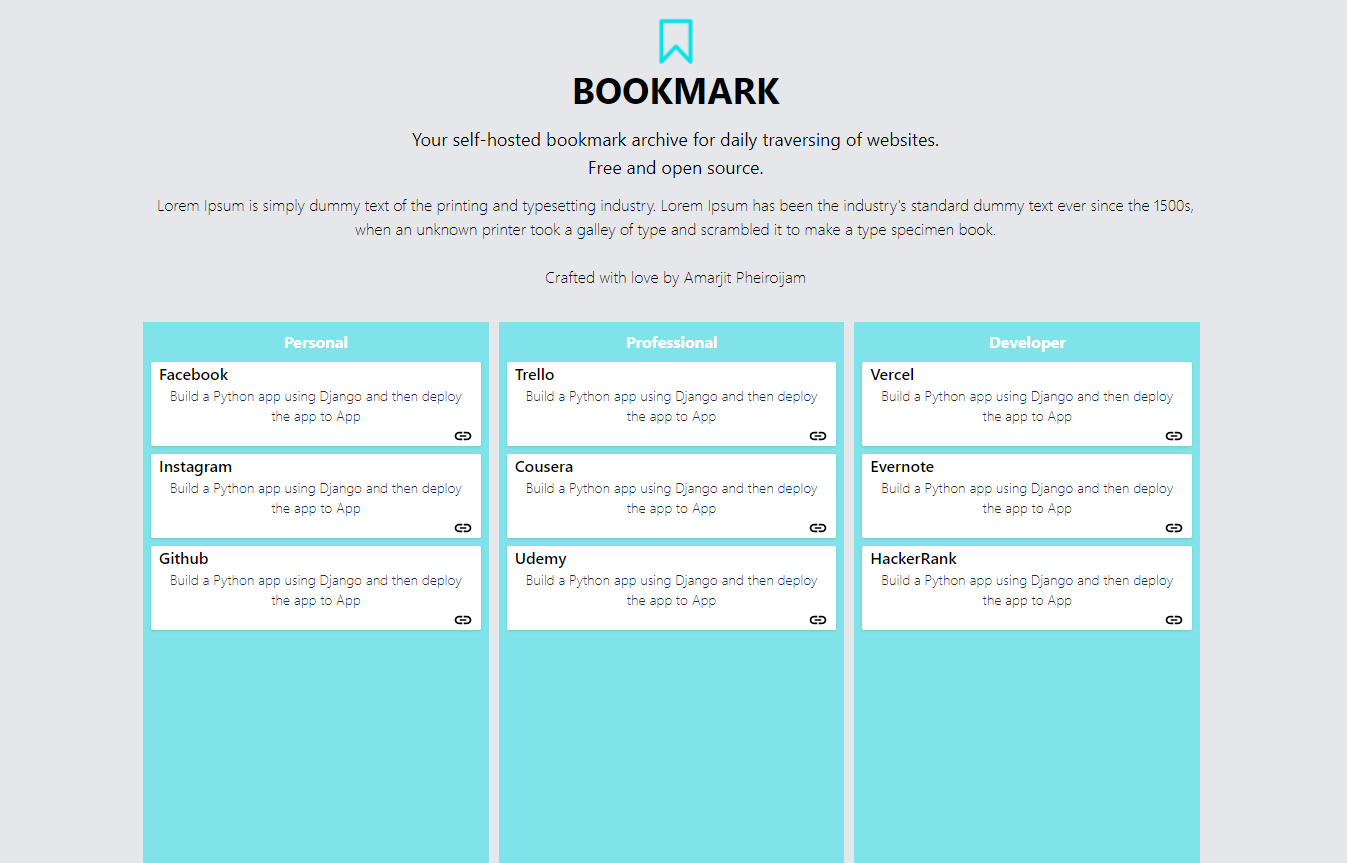 BOOKMARK
Your self-hosted bookmark archive for daily traversing of websites.
Free and open source.
Lorem Ipsum is simply dummy text of the printing and typesetting industry. Lorem Ipsum has been the industry's standard dummy text ever since the 1500s,
when an unknown printer took a galley of type and scrambled it to make a type specimen book.
Crafted with love by Amarjit Pheiroijam
Personal
Facebook
Build a Python app using Django and then deploy
the app to App
Instagram
Build a Python app using Django and then deploy
the app to App
Github
Build a Python app using Django and then deploy
the app to App
Professional
Trello
Build a Python app using Django and then deploy
the app to App
Cousera
Build a Python app using Django and then deploy
the app to App
Udemy
Build a Python app using Django and then deploy
the app to App
Developer
Vercel
Build a Python app using Django and then deploy
the app to App
Evernote
Build a Python app using Django and then deploy
the app to App
HackerRank
Build a Python app using Django and then deploy
the app to App